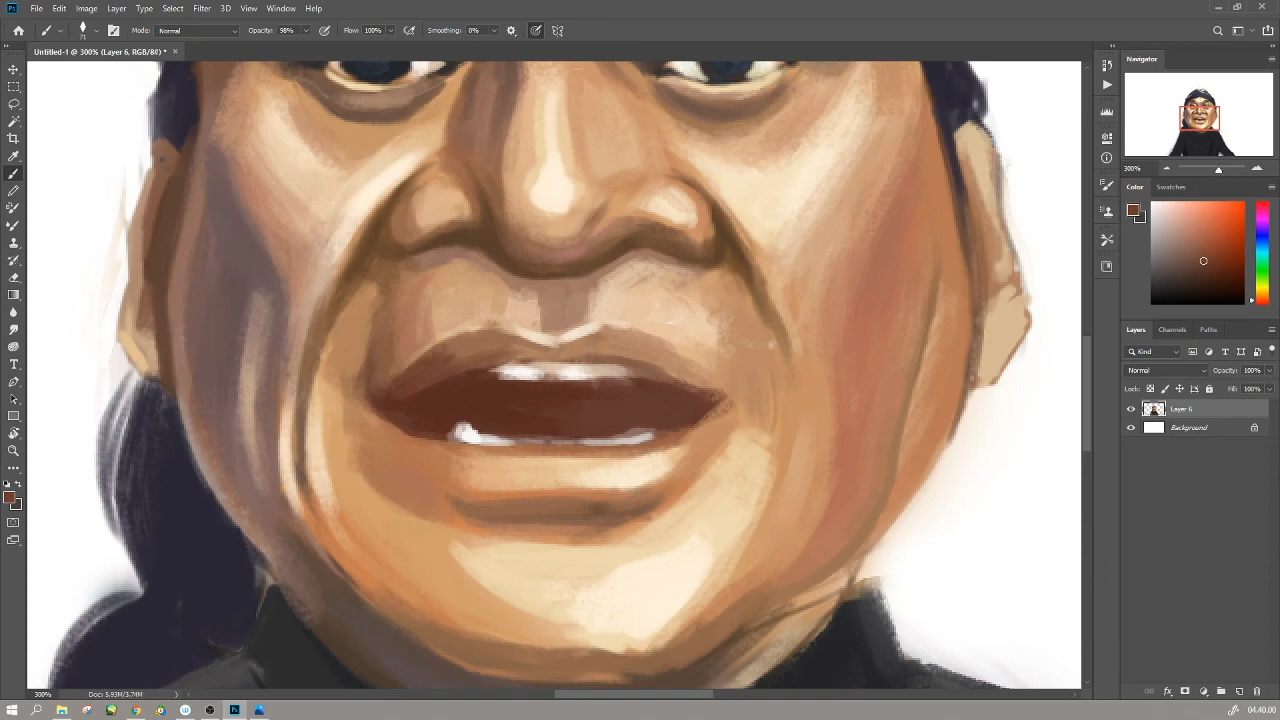 Ps File Edit Image Layer Type Select Filter 3D View Window Help
Mode: Normal Opacity: 98% Flow: 100% Smoothing: 0%
Untitled-1 @ 300% (Layer 6, RGB/8#) * ×
Navigator
300%
Color Swatches
Layers Channels Paths
Kind
Normal Opacity: 100%
Lock: Fill: 100%
Layer 6
Background
300% Doc: 5.93M/3.74M
04.40.00